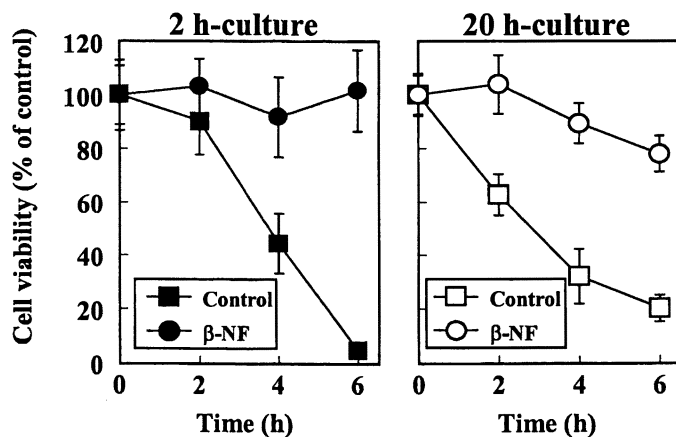 2 h-culture
20 h-culture
Cell viability (% of control)
120
100
80
60
40
20
0
Control
β-NF
Control
β-NF
0 2 4 6
0 2 4 6
Time (h)
Time (h)